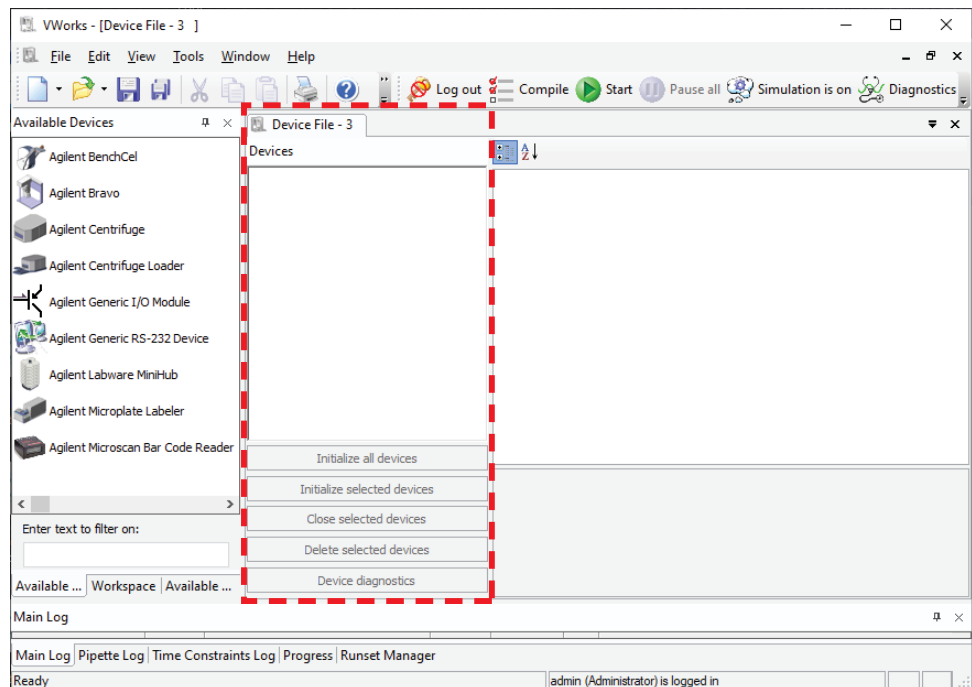 VWorks - [Device File - 3 ]
File Edit View Tools Window Help
Log out Compile Start Pause all Simulation is on Diagnostics
Available Devices
Device File - 3
Agilent BenchCel
Agilent Bravo
Agilent Centrifuge
Agilent Centrifuge Loader
Agilent Generic I/O Module
Agilent Generic RS-232 Device
Agilent Labware MiniHub
Agilent Microplate Labeler
Agilent Microscan Bar Code Reader
Enter text to filter on:
Available ... Workspace Available ...
Devices
Initialize all devices
Initialize selected devices
Close selected devices
Delete selected devices
Device diagnostics
A
Z
Main Log
Main Log Pipette Log Time Constraints Log Progress Runset Manager
Ready admin (Administrator) is logged in